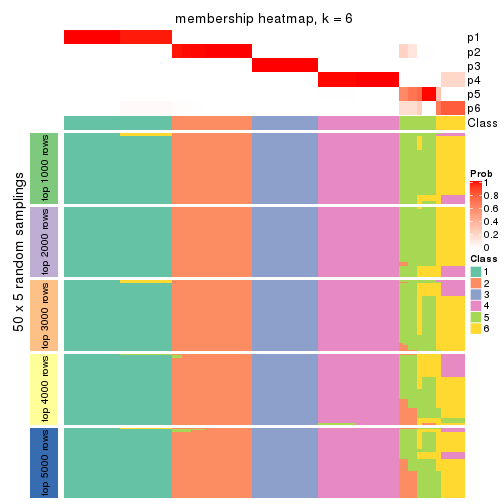 membership heatmap, k = 6
p1
p2
p3
p4
p5
p6
Class
50 x 5 random samplings
top 1000 rows
top 2000 rows
top 3000 rows
top 4000 rows
top 5000 rows
Prob
1
0.8
0.6
0.4
0.2
0
Class
1
2
3
4
5
6